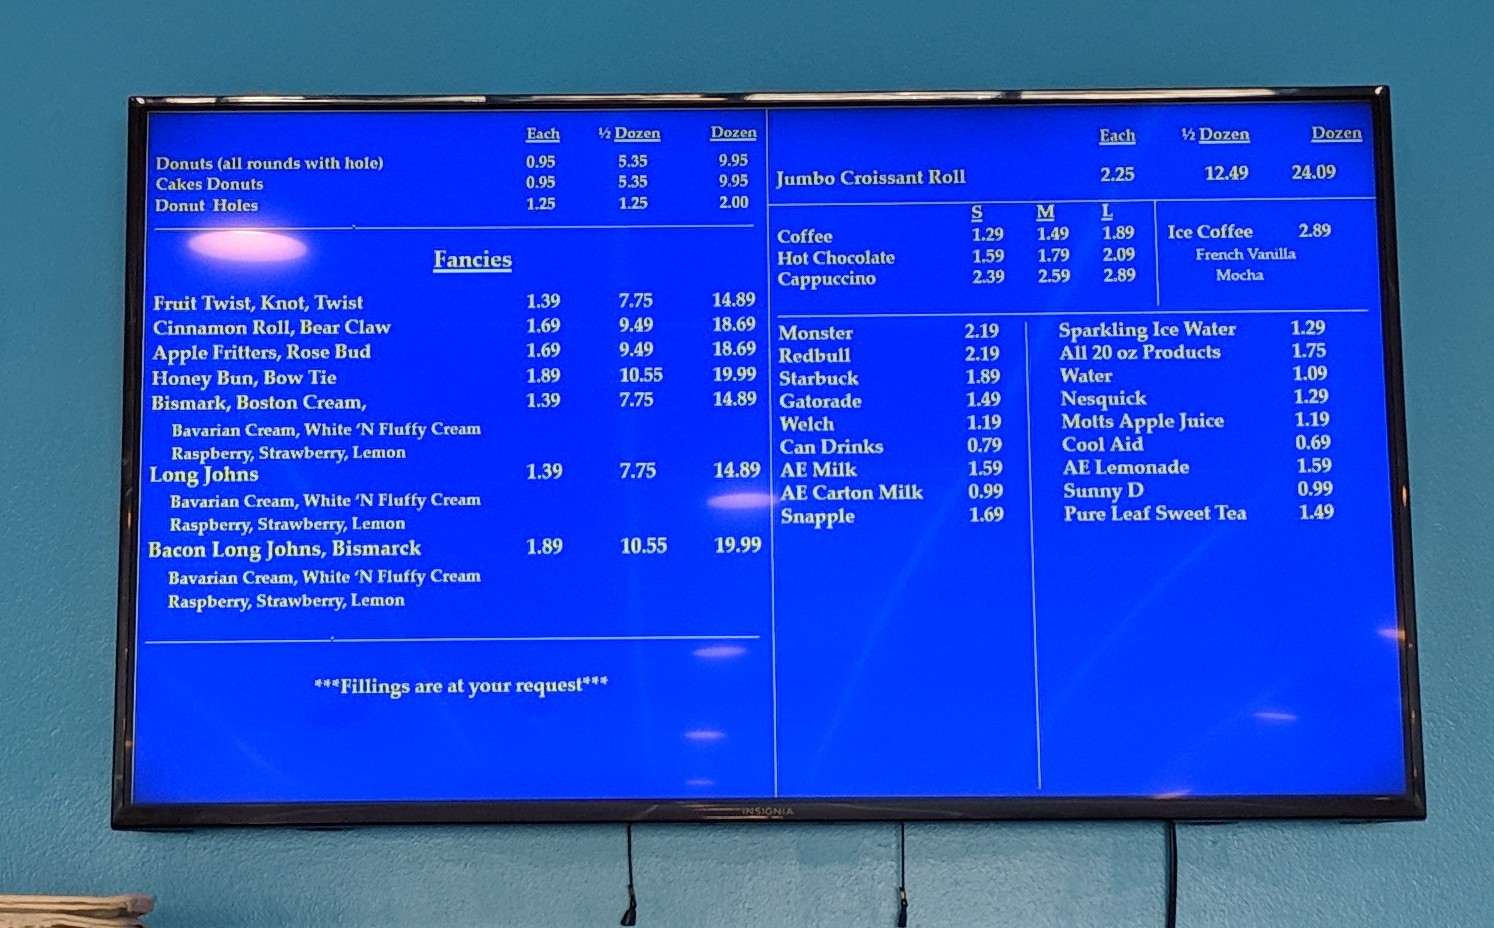 Each ½ Dozen Dozen
Donuts (all rounds with hole) 0.95 5.35 9.95
Cakes Donuts 0.95 5.35 9.95
Donut Holes 1.25 1.25 2.00
Fancies
Fruit Twist, Knot, Twist 1.39 7.75 14.89
Cinnamon Roll, Bear Claw 1.69 9.49 18.69
Apple Fritters, Rose Bud 1.69 9.49 18.69
Honey Bun, Bow Tie 1.89 10.55 19.99
Bismark, Boston Cream, 1.39 7.75 14.89
Bavarian Cream, White ‘N Fluffy Cream
Raspberry, Strawberry, Lemon
Long Johns 1.39 7.75 14.89
Bavarian Cream, White ‘N Fluffy Cream
Raspberry, Strawberry, Lemon
Bacon Long Johns, Bismarck 1.89 10.55 19.99
Bavarian Cream, White ‘N Fluffy Cream
Raspberry, Strawberry, Lemon
***Fillings are at your request***
Each ½ Dozen Dozen
Jumbo Croissant Roll 2.25 12.49 24.09
S M L
Coffee 1.29 1.49 1.89
Hot Chocolate 1.59 1.79 2.09
Cappuccino 2.39 2.59 2.89
Ice Coffee 2.89
French Vanilla
Mocha
Monster 2.19
Redbull 2.19
Starbuck 1.89
Gatorade 1.49
Welch 1.19
Can Drinks 0.79
AE Milk 1.59
AE Carton Milk 0.99
Snapple 1.69
Sparkling Ice Water 1.29
All 20 oz Products 1.75
Water 1.09
Nesquick 1.29
Motts Apple Juice 1.19
Cool Aid 0.69
AE Lemonade 1.59
Sunny D 0.99
Pure Leaf Sweet Tea 1.49
INSIGNIA